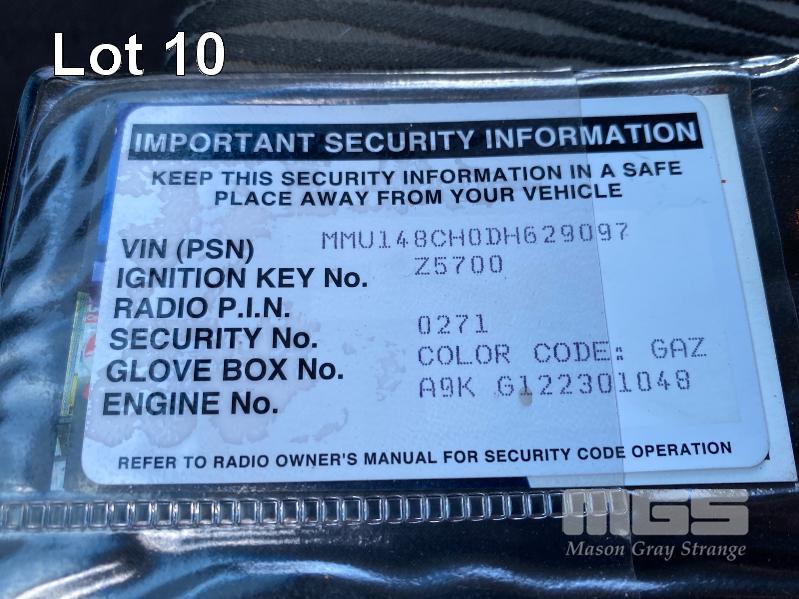 Lot 10
IMPORTANT SECURITY INFORMATION
KEEP THIS SECURITY INFORMATION IN A SAFE
PLACE AWAY FROM YOUR VEHICLE
VIN (PSN) MMU148CH0DH629097
IGNITION KEY No. Z5700
RADIO P.I.N.
SECURITY No. 0271
GLOVE BOX No. COLOR CODE: GAZ
ENGINE No. A9K G122301048
REFER TO RADIO OWNER'S MANUAL FOR SECURITY CODE OPERATION
MGS
Mason Gray Strange